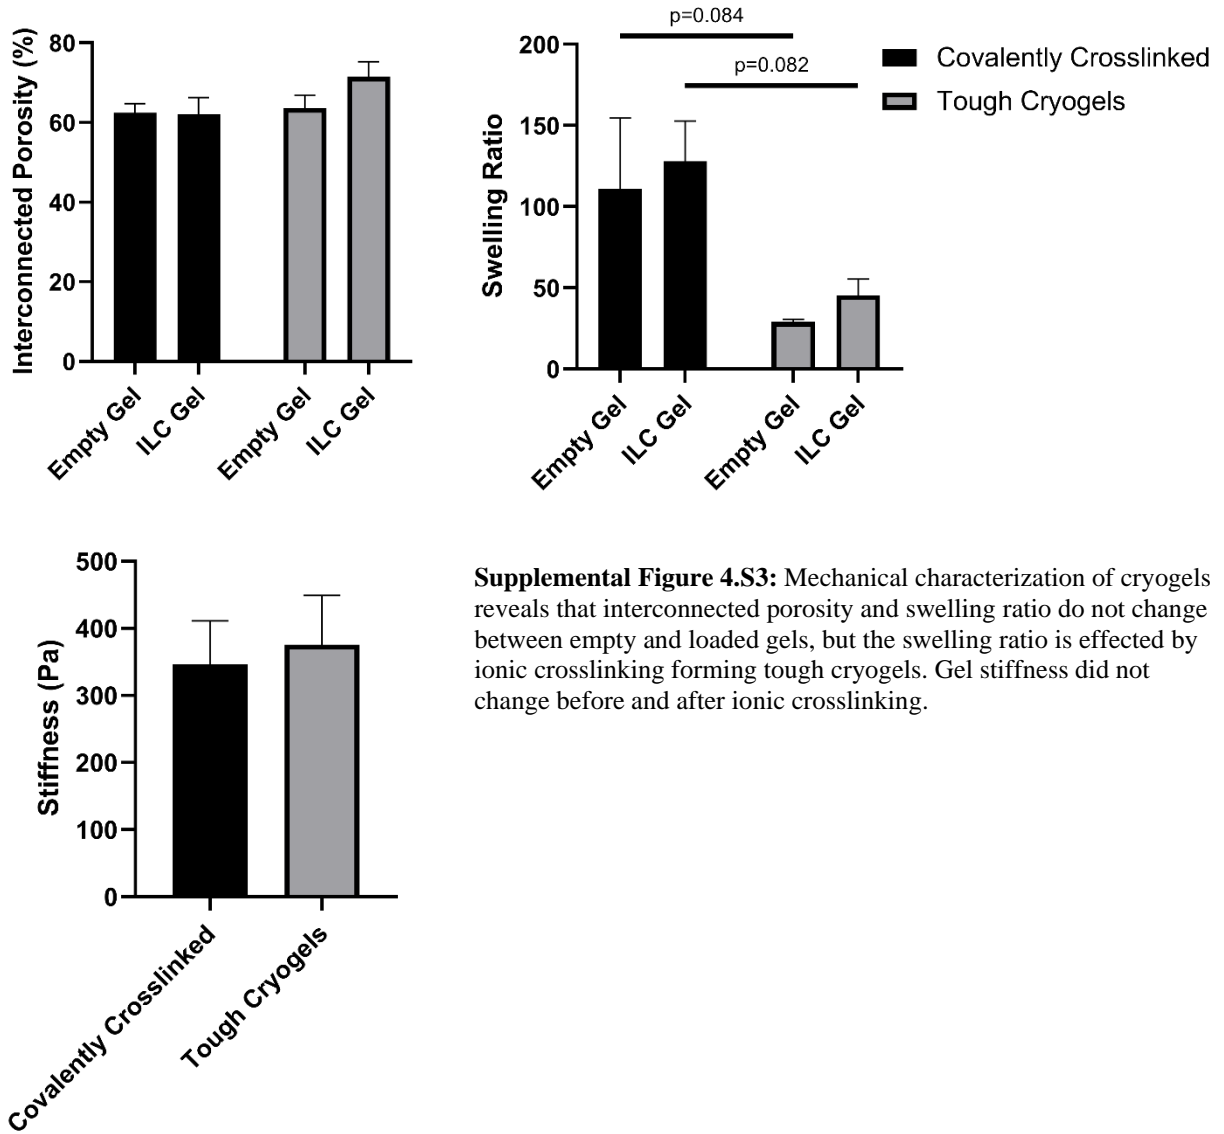 Interconnected Porosity (%)
80
60
40
20
0
Empty Gel
ILC Gel
Empty Gel
ILC Gel
p=0.084
p=0.082
Swelling Ratio
200
150
100
50
0
Empty Gel
ILC Gel
Empty Gel
ILC Gel
Covalently Crosslinked
Tough Cryogels
Stiffness (Pa)
500
400
300
200
100
0
Covalently Crosslinked
Tough Cryogels
Supplemental Figure 4.S3: Mechanical characterization of cryogels
reveals that interconnected porosity and swelling ratio do not change
between empty and loaded gels, but the swelling ratio is effected by
ionic crosslinking forming tough cryogels. Gel stiffness did not
change before and after ionic crosslinking.